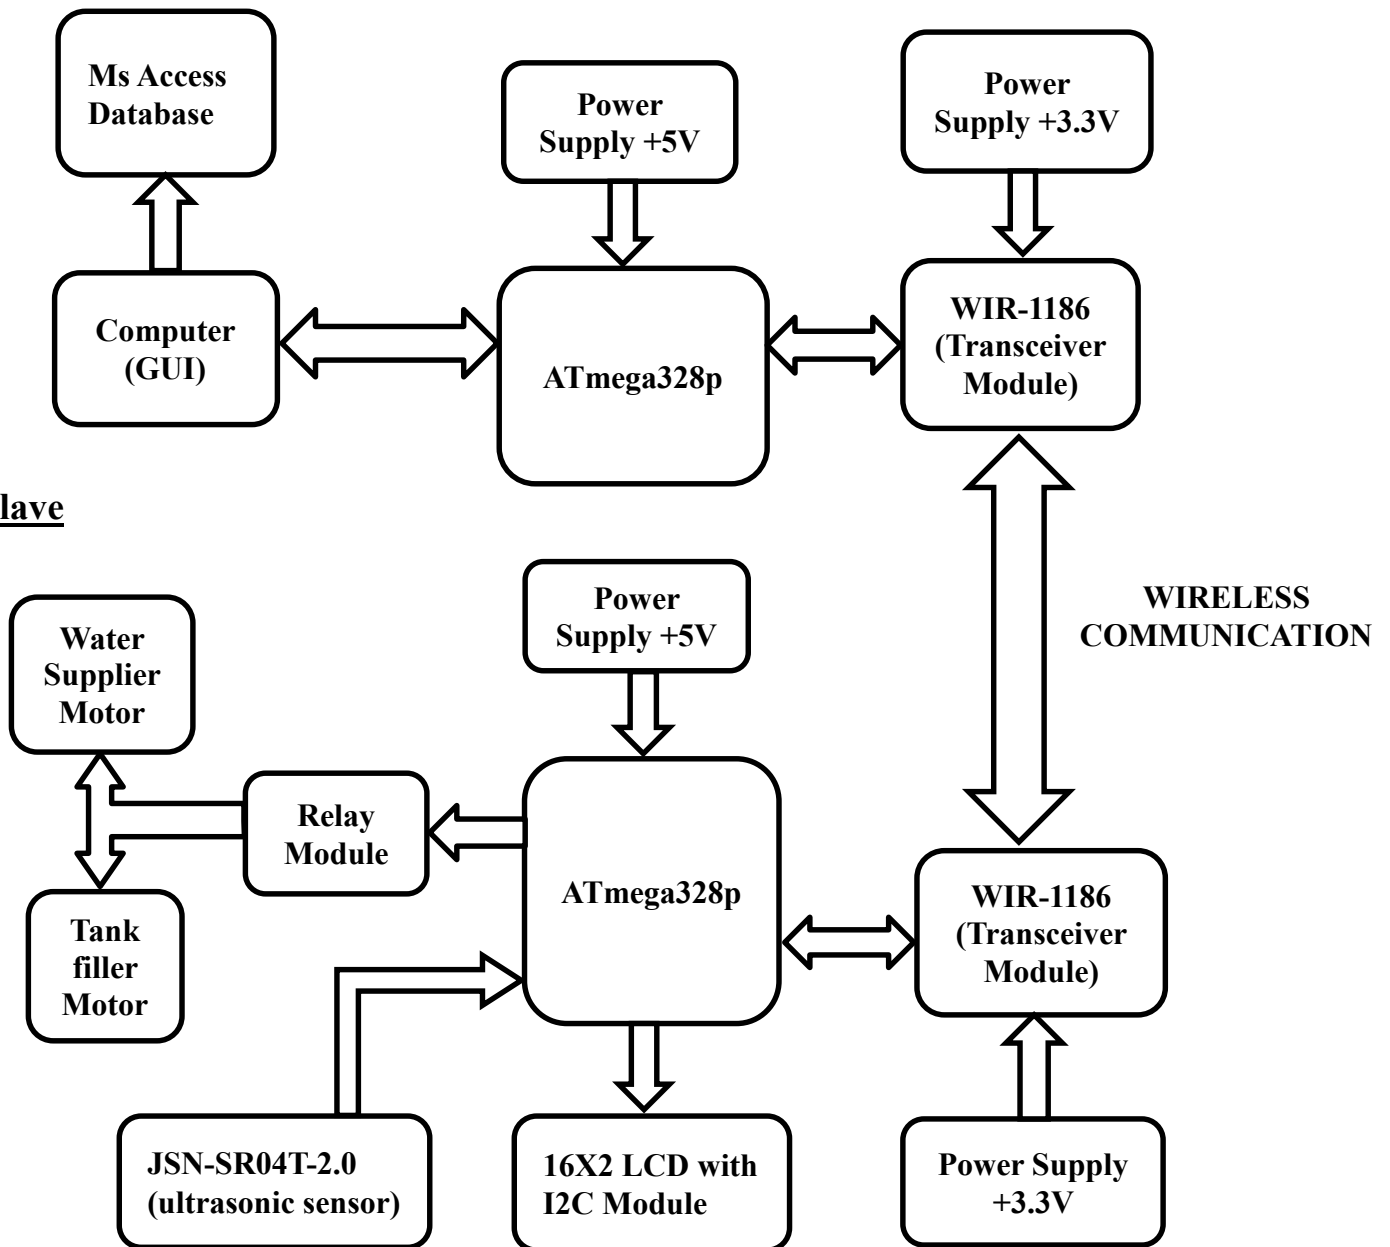 Ms Access
Database
Power
Supply +5V
Power
Supply +3.3V
Computer
(GUI)
ATmega328p
WIR-1186
(Transceiver
Module)
lave
WIRELESS
COMMUNICATION
Water
Supplier
Motor
Power
Supply +5V
Relay
Module
ATmega328p
WIR-1186
(Transceiver
Module)
Tank
filler
Motor
JSN-SR04T-2.0
(ultrasonic sensor)
16X2 LCD with
I2C Module
Power Supply
+3.3V